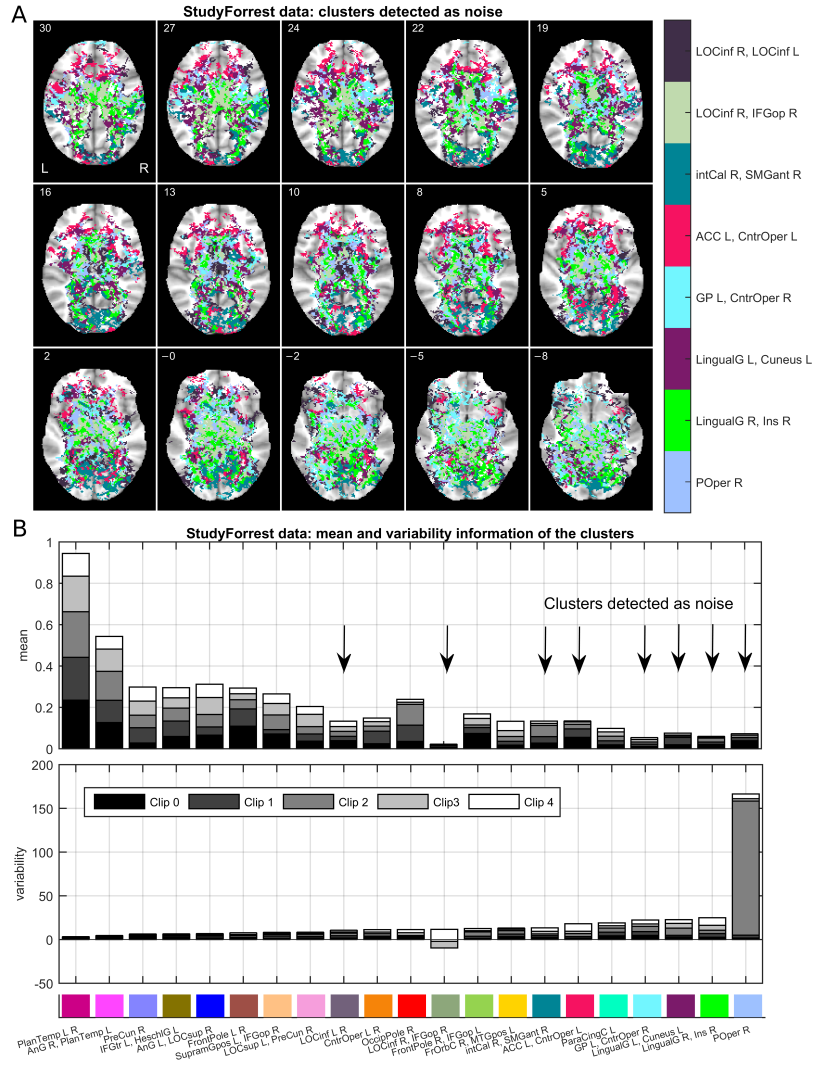 A
StudyForrest data: clusters detected as noise
30
27
24
22
19
L
R
16
13
10
8
5
2
−0
−2
−5
−8
LOCinf R, LOCinf L
LOCinf R, IFGop R
intCal R, SMGant R
ACC L, CntrOper L
GP L, CntrOper R
LingualG L, Cuneus L
LingualG R, Ins R
POper R
B
StudyForrest data: mean and variability information of the clusters
1
0.8
0.6
0.4
0.2
0
mean
Clusters detected as noise
200
150
100
50
0
-50
variability
Clip 0
Clip 1
Clip 2
Clip3
Clip 4
PlanTemp L R
AnG R, PlanTemp L
PreCun R
IFGtr L, HeschlG L
AnG L, LOCsup R
FrontPole L R
SupramGpos L, IFGop R
LOCsup L, PreCun R
LOCinf L R
CntrOper L R
OccipPole R
LOCinf R, IFGop R
FrontPole R, IFGop L
FrOrbC R, MTGpos L
intCal R, SMGant R
ACC L, CntrOper L
ParaCingC L
GP L, CntrOper R
LingualG L, Cuneus L
LingualG R, Ins R
POper R